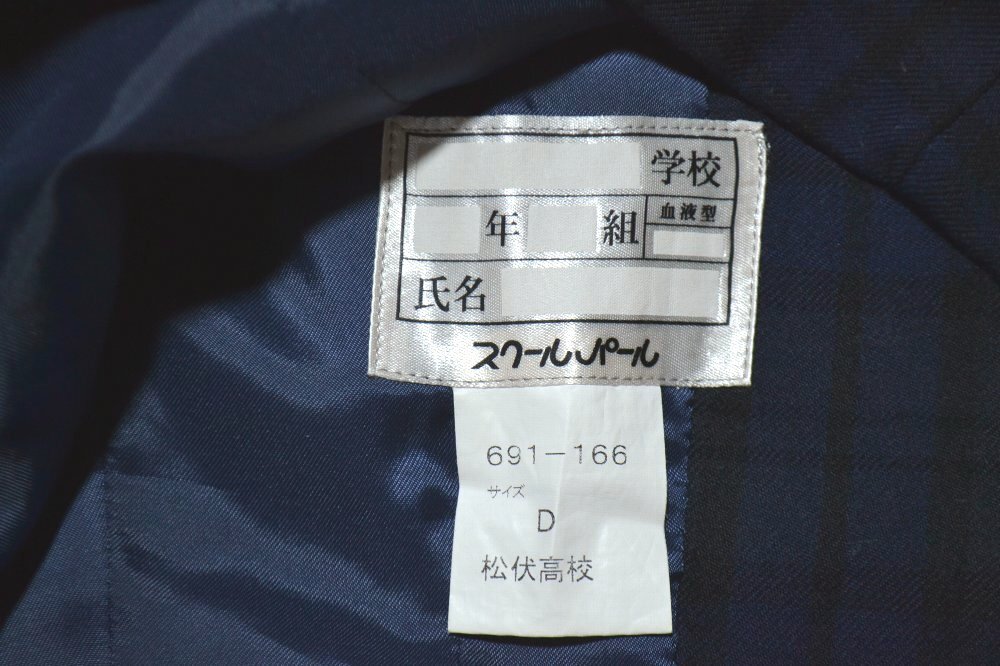 学校
年 組 血液型
氏名
スクールパール
691-166
サイズ
D
松伏高校